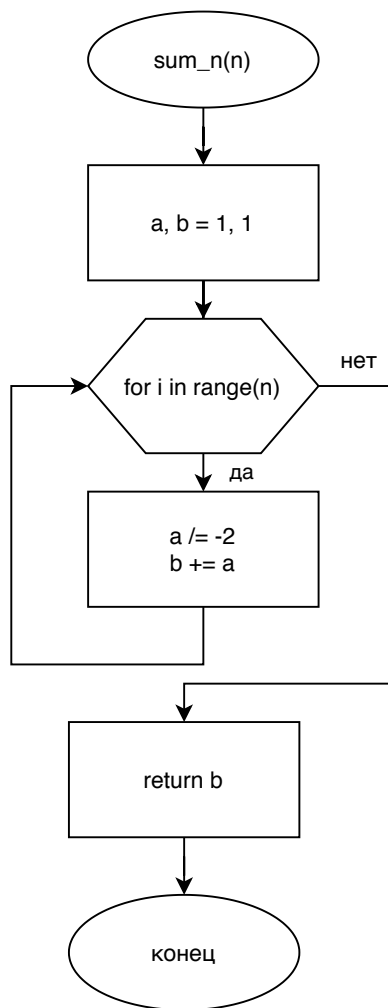 sum_n(n)
a, b = 1, 1
for i in range(n)
нет
да
a /= -2
b += a
return b
конец